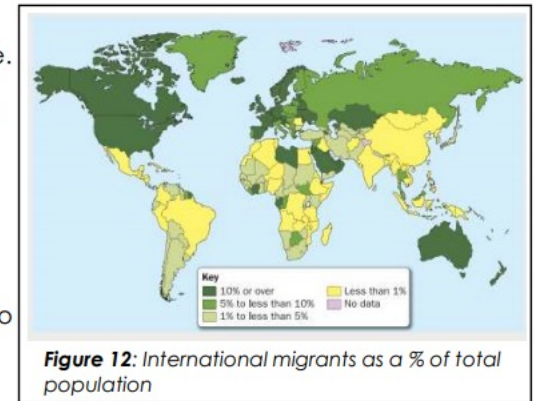 e.
o
Key
10% or over
5% to less than 10%
1% to less than 5%
Less than 1%
No data
Figure 12: International migrants as a % of total
population